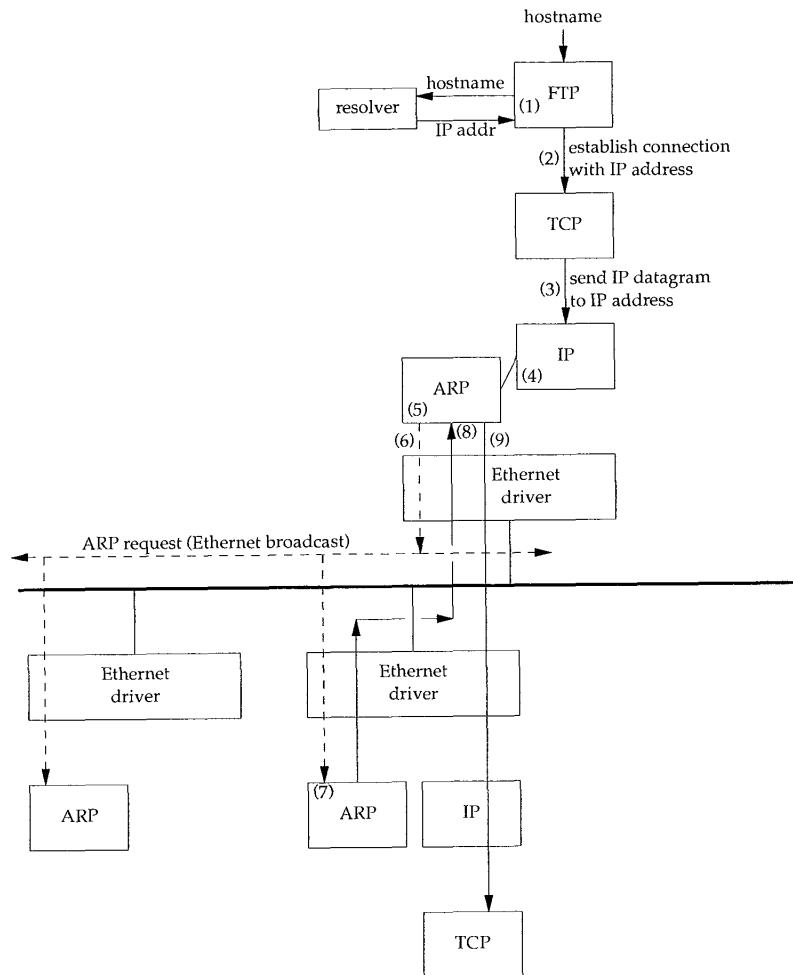 hostname
hostname
FTP
(1)
resolver
IP addr
(2)
establish connection
with IP address
TCP
(3)
send IP datagram
to IP address
IP
(4)
ARP
(5)
(6)
(8)
(9)
Ethernet
driver
ARP request (Ethernet broadcast)
Ethernet
driver
Ethernet
driver
(7)
ARP
ARP
IP
TCP